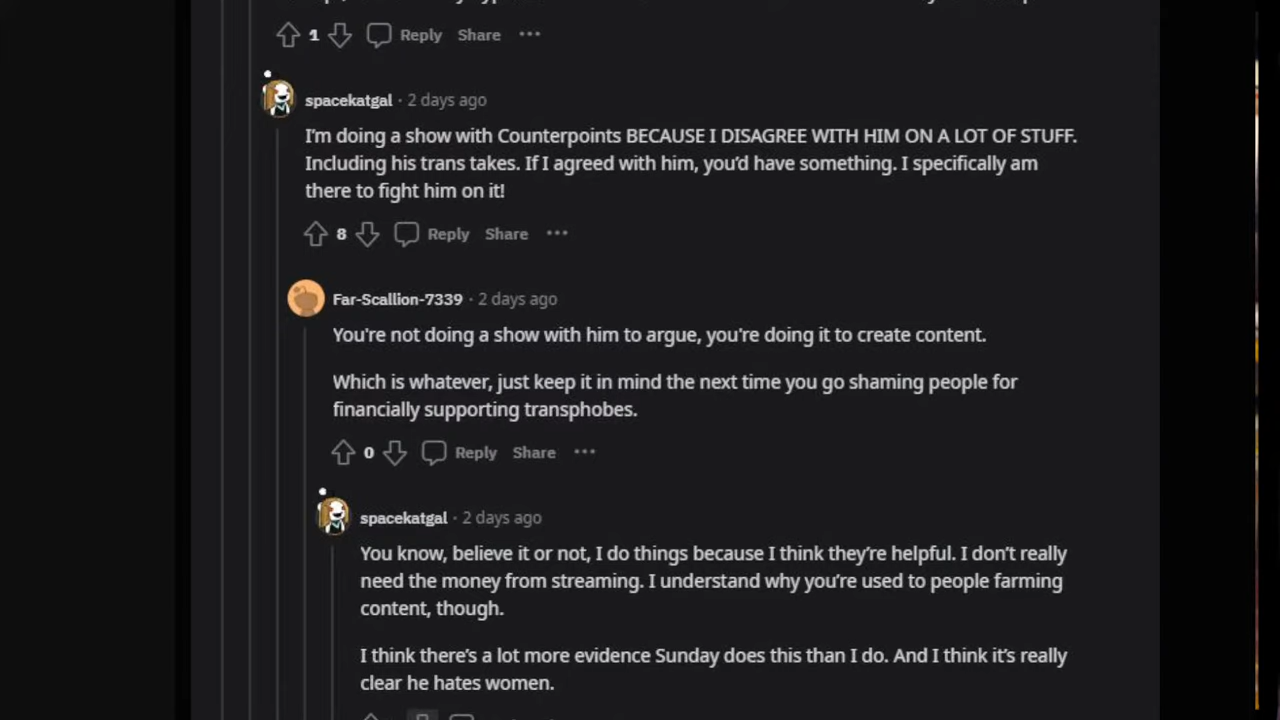 1 Reply Share
spacekatgal · 2 days ago
I'm doing a show with Counterpoints BECAUSE I DISAGREE WITH HIM ON A LOT OF STUFF.
Including his trans takes. If I agreed with him, you'd have something. I specifically am
there to fight him on it!
8 Reply Share
Far-Scallion-7339 · 2 days ago
You're not doing a show with him to argue, you're doing it to create content.
Which is whatever, just keep it in mind the next time you go shaming people for
financially supporting transphobes.
0 Reply Share
spacekatgal · 2 days ago
You know, believe it or not, I do things because I think they're helpful. I don't really
need the money from streaming. I understand why you're used to people farming
content, though.
I think there's a lot more evidence Sunday does this than I do. And I think it's really
clear he hates women.